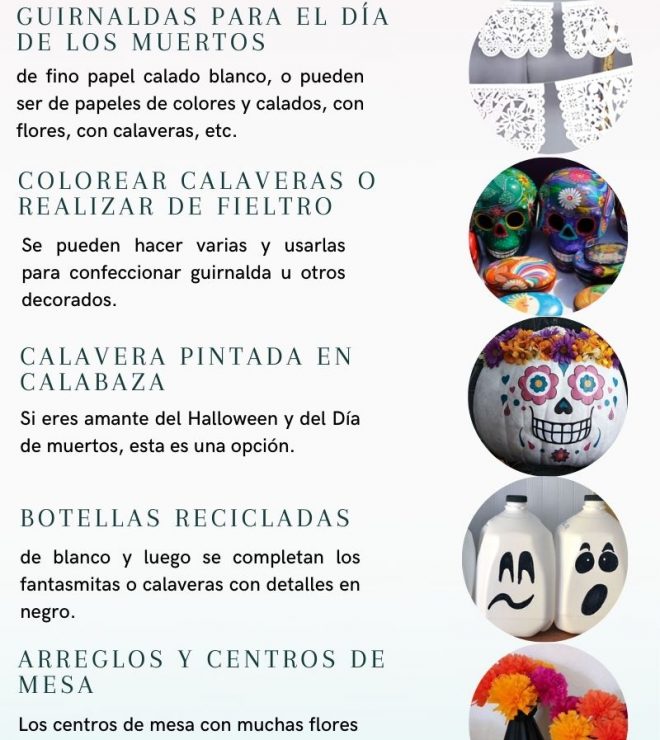 GUIRNALDAS PARA EL DÍA
DE LOS MUERTOS
de fino papel calado blanco, o pueden
ser de papeles de colores y calados, con
flores, con calaveras, etc.
COLOREAR CALAVERAS O
REALIZAR DE FIELTRO
Se pueden hacer varias y usarlas
para confeccionar guirnalda u otros
decorados.
CALAVERA PINTADA EN
CALABAZA
Si eres amante del Halloween y del Día
de muertos, esta es una opción.
BOTELLAS RECICLADAS
de blanco y luego se completan los
fantasmitas o calaveras con detalles en
negro.
ARREGLOS Y CENTROS DE
MESA
Los centros de mesa con muchas flores